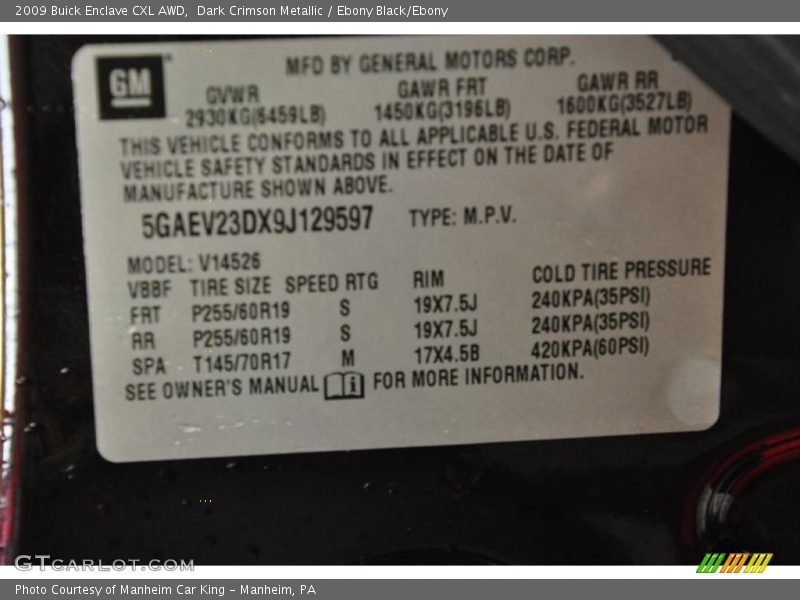 2009 Buick Enclave CXL AWD, Dark Crimson Metallic / Ebony Black/Ebony
GM
MFD BY GENERAL MOTORS CORP.
GVWR GAWR FRT GAWR RR
2930KG(6459LB) 1450KG(3196LB) 1600KG(3527LB)
THIS VEHICLE CONFORMS TO ALL APPLICABLE U.S. FEDERAL MOTOR
VEHICLE SAFETY STANDARDS IN EFFECT ON THE DATE OF
MANUFACTURE SHOWN ABOVE.
5GAEV23DX9J129597 TYPE: M.P.V.
MODEL: V14526
VBBF TIRE SIZE SPEED RTG RIM COLD TIRE PRESSURE
FRT P255/60R19 S 19X7.5J 240KPA(35PSI)
RR P255/60R19 S 19X7.5J 240KPA(35PSI)
SPA T145/70R17 M 17X4.5B 420KPA(60PSI)
SEE OWNER'S MANUAL i FOR MORE INFORMATION.
GTCARLOT.COM
Photo Courtesy of Manheim Car King - Manheim, PA